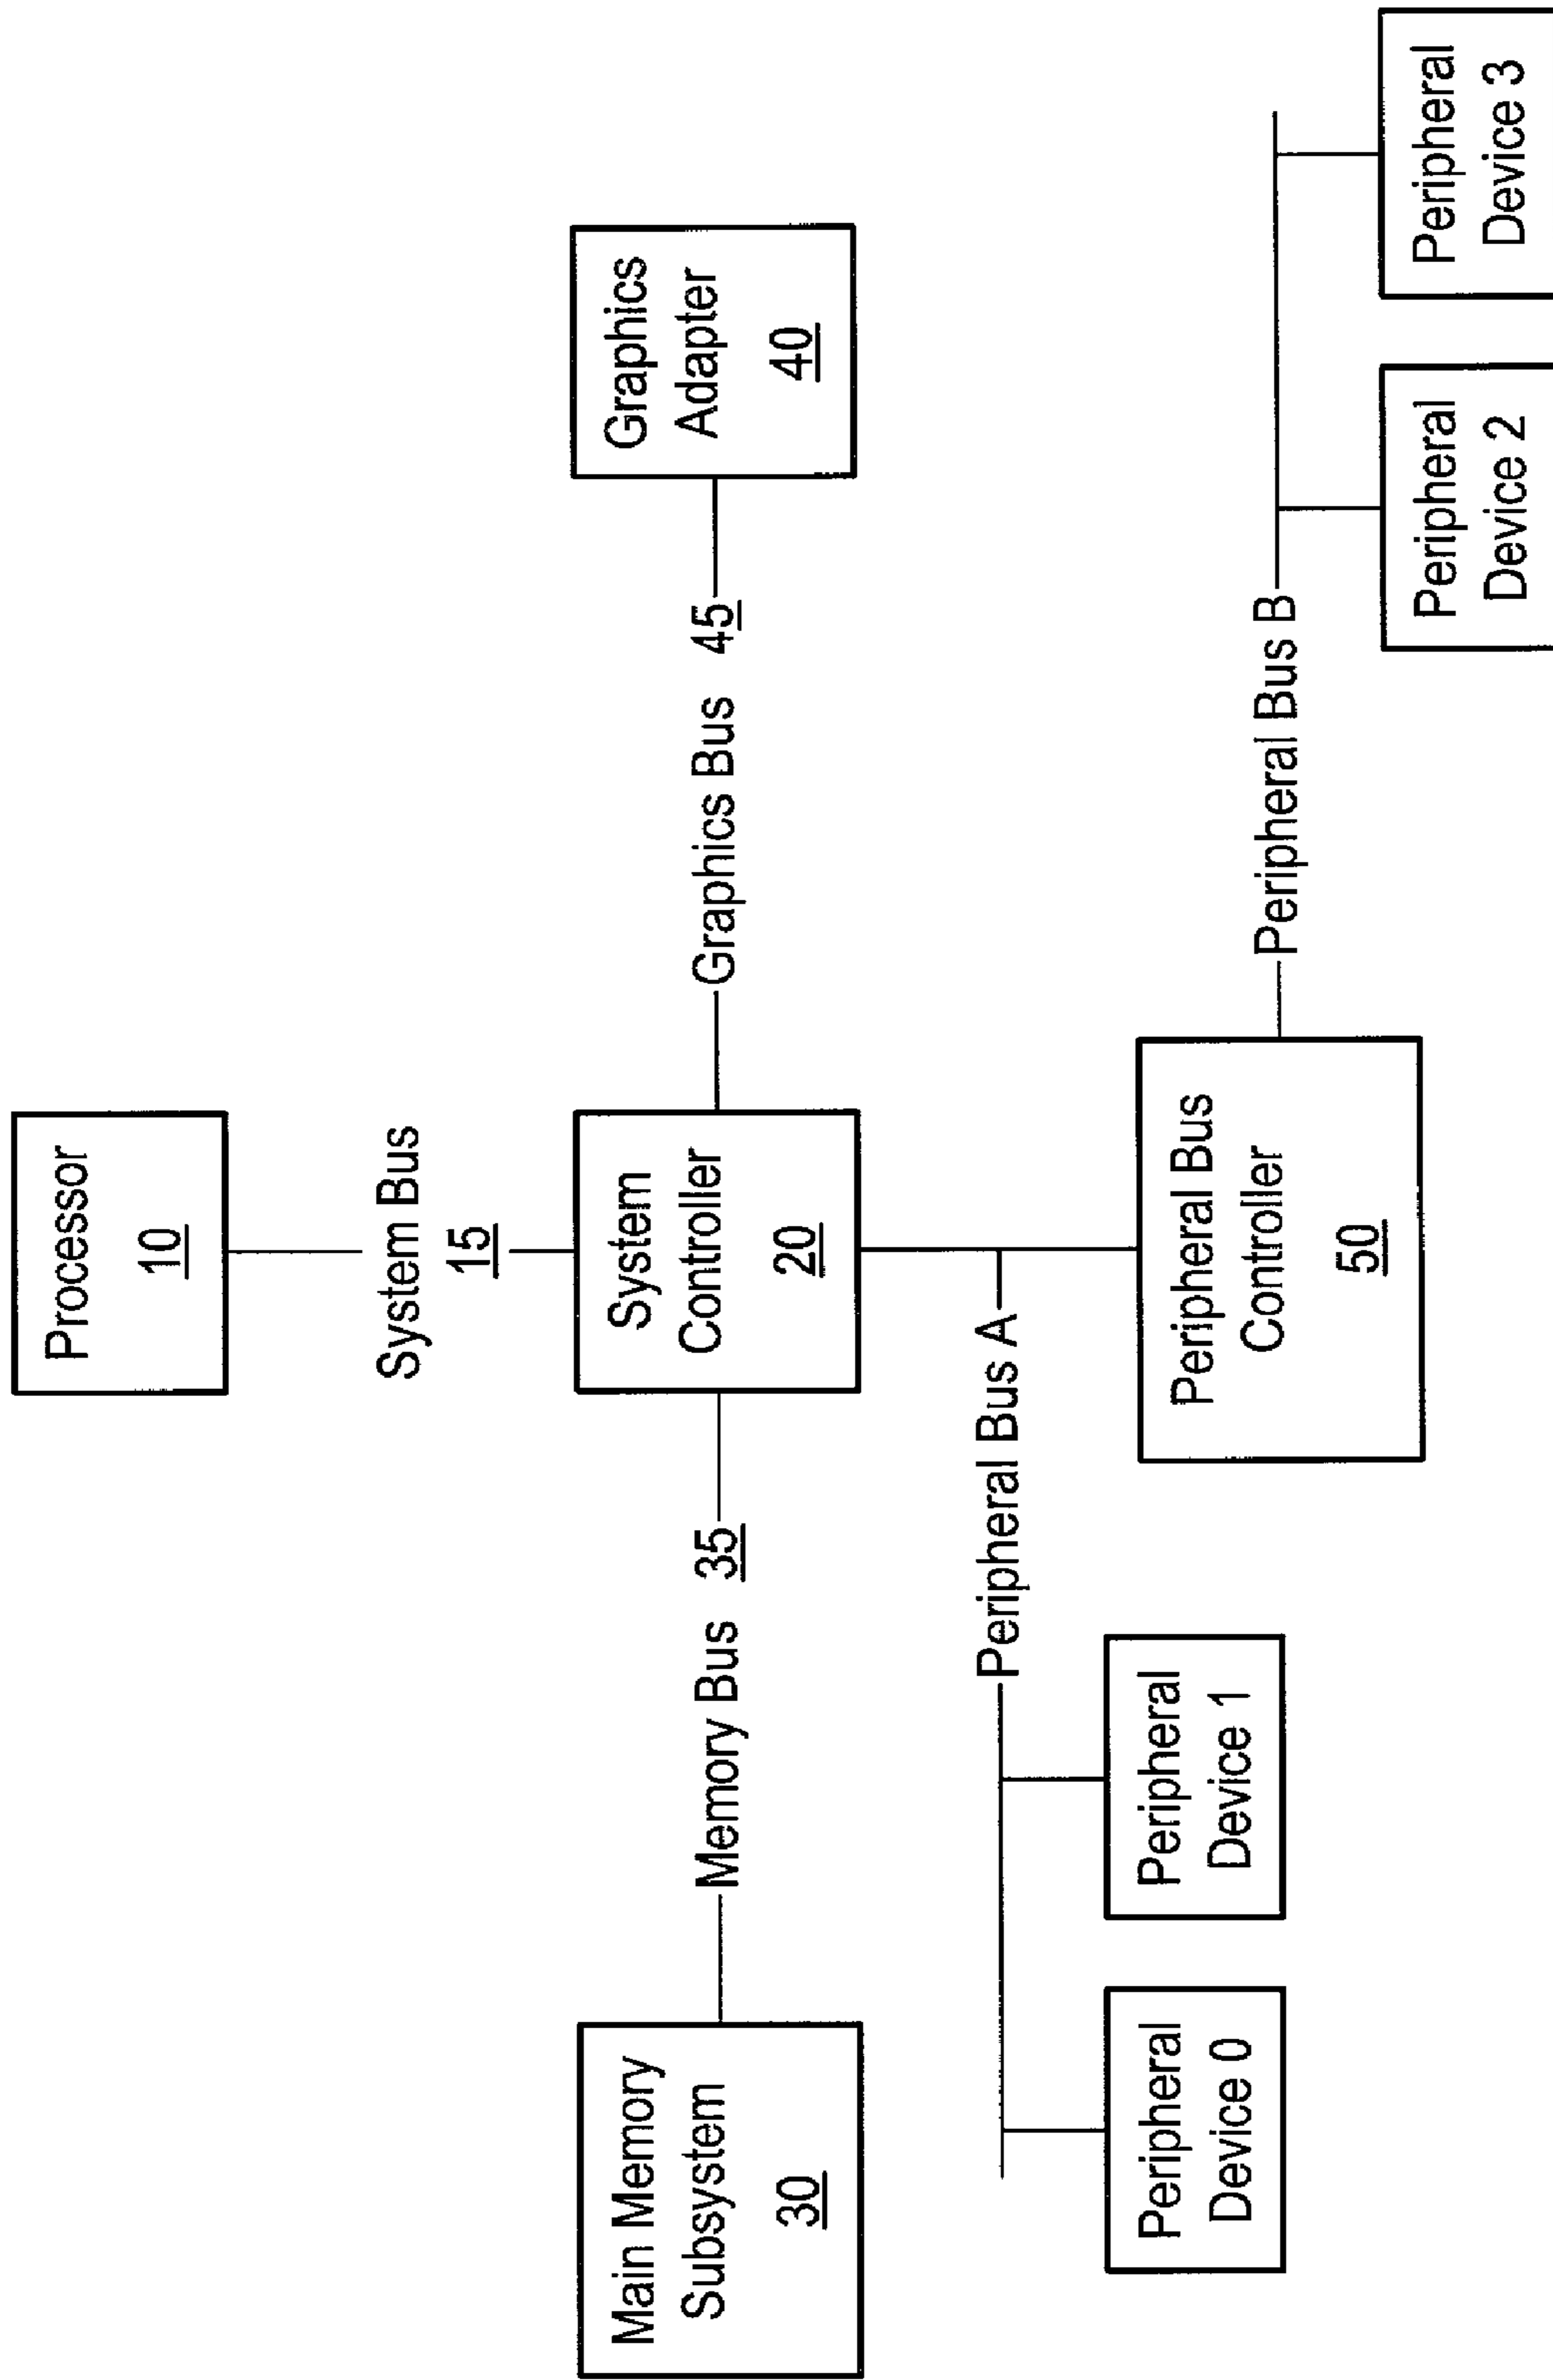 Processor
10
System Bus
15
Main Memory
Subsystem
30
Memory Bus 35
System
Controller
20
Graphics Bus 45
Graphics
Adapter
40
Peripheral Bus A
Peripheral
Device 0
Peripheral
Device 1
Peripheral Bus
Controller
50
Peripheral Bus B
Peripheral
Device 2
Peripheral
Device 3